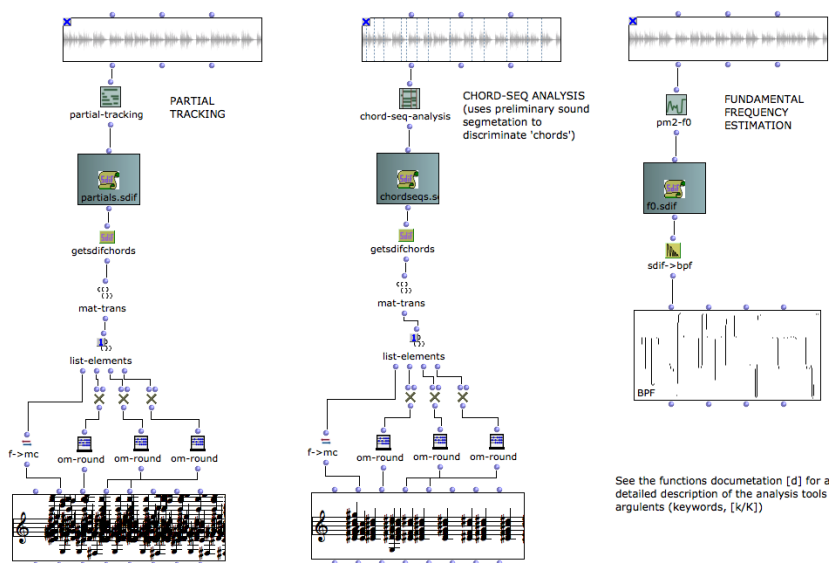 partial-tracking
PARTIAL
TRACKING
partials.sdif
getsdifchords
mat-trans
list-elements
f->mc
om-round
om-round
om-round
chord-seq-analysis
CHORD-SEQ ANALYSIS
(uses preliminary sound
segmetation to
discriminate 'chords')
chordseqs.s
getsdifchords
mat-trans
list-elements
f->mc
om-round
om-round
om-round
pm2-f0
FUNDAMENTAL
FREQUENCY
ESTIMATION
f0.sdif
sdif->bpf
BPF
See the functions documetation [d] for a
detailed description of the analysis tools
argulents (keywords, [k/K])